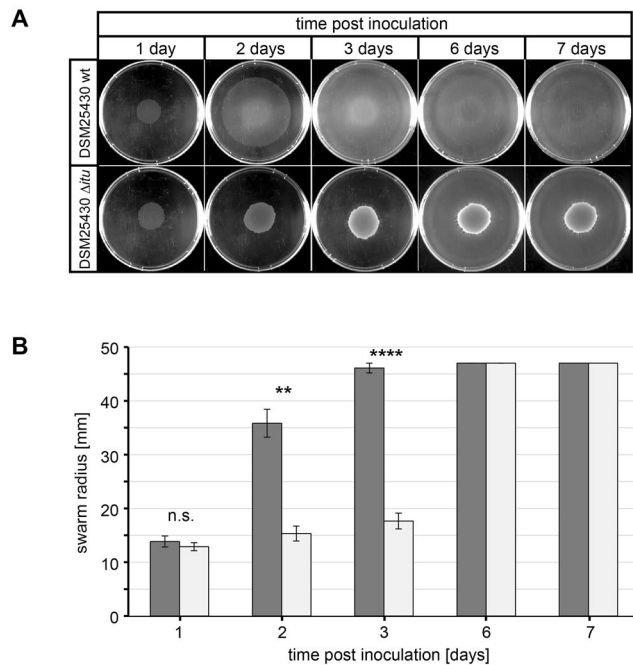 A
time post inoculation
1 day 2 days 3 days 6 days 7 days
DSM25430 wt
DSM25430 Δitu
B
50
40
30
20
10
0
swarm radius [mm]
n.s.
**
****
1 2 3 6 7
time post inoculation [days]